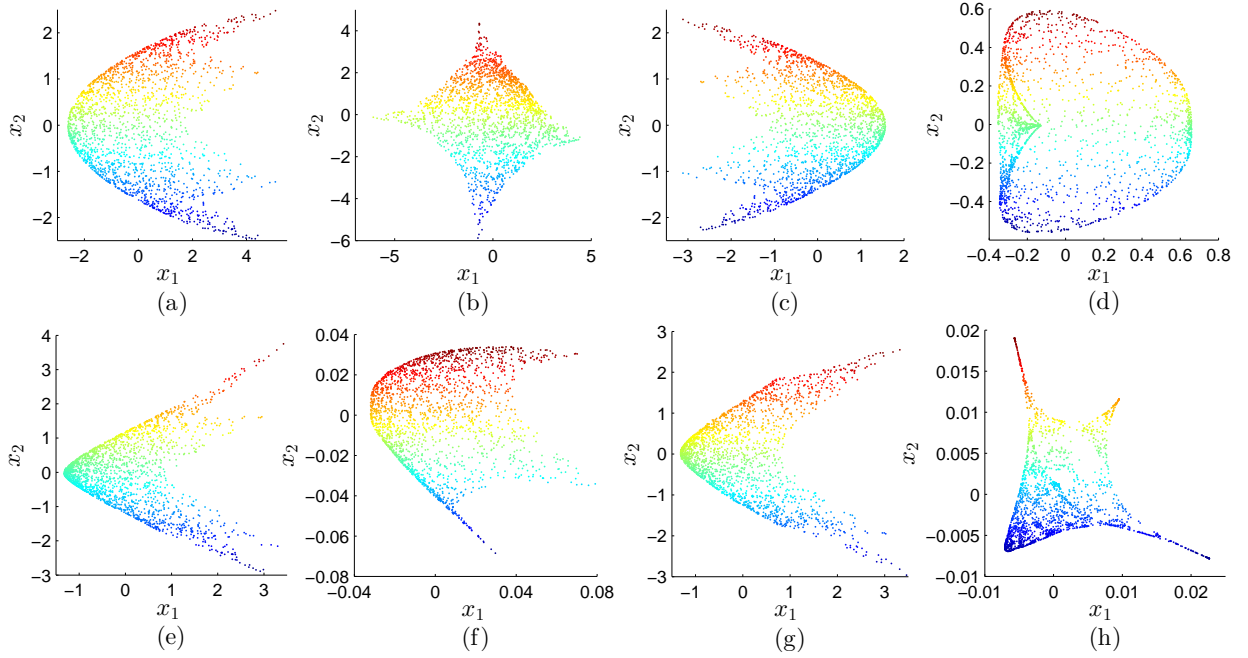 2
1
0
−1
−2
x2
−2 0 2 4
x1
(a)
4
2
0
−2
−4
−6
x2
−5 0 5
x1
(b)
2
1
0
−1
−2
x2
−3 −2 −1 0 1 2
x1
(c)
0.6
0.4
0.2
0
−0.2
−0.4
x2
−0.4 −0.2 0 0.2 0.4 0.6 0.8
x1
(d)
4
3
2
1
0
−1
−2
−3
x2
−1 0 1 2 3
x1
(e)
0.04
0.02
0
−0.02
−0.04
−0.06
−0.08
x2
−0.04 0 0.04 0.08
x1
(f)
3
2
1
0
−1
−2
−3
x2
−1 0 1 2 3
x1
(g)
0.02
0.015
0.01
0.005
0
−0.005
−0.01
x2
−0.01 0 0.01 0.02
x1
(h)